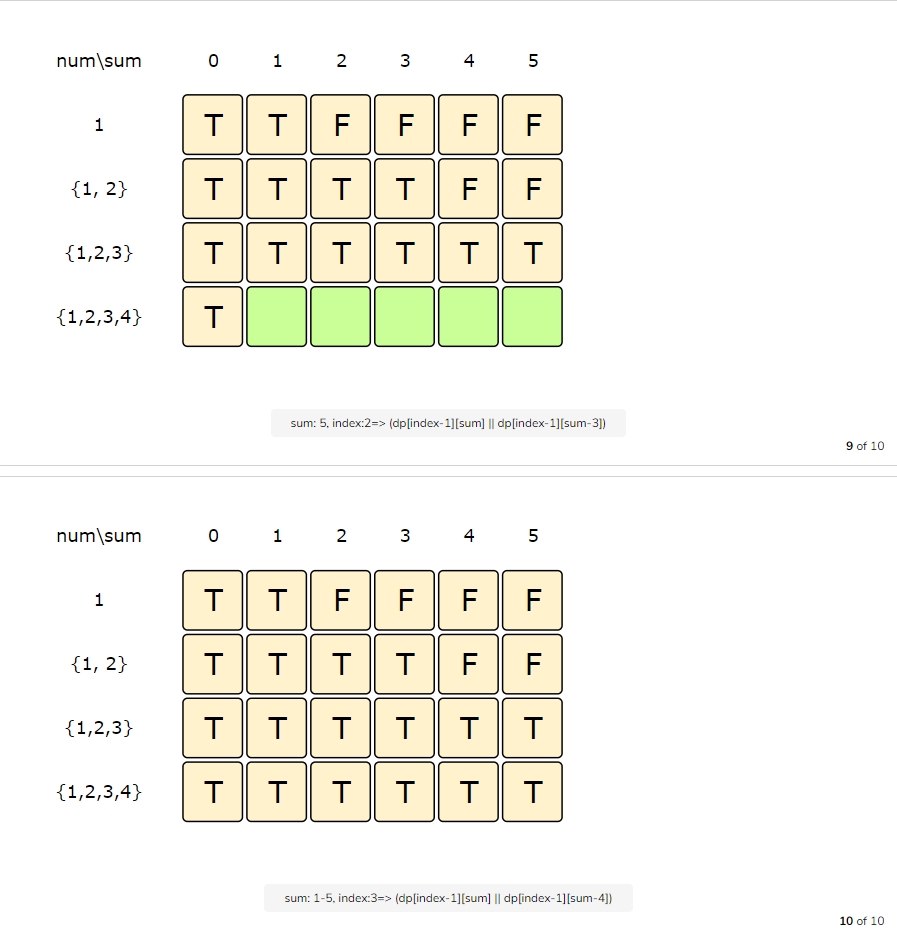 num\sum 0 1 2 3 4 5
1 T T F F F F
{1, 2} T T T T F F
{1,2,3} T T T T T T
{1,2,3,4} T
sum: 5, index:2=> (dp[index-1][sum] || dp[index-1][sum-3])
9 of 10
num\sum 0 1 2 3 4 5
1 T T F F F F
{1, 2} T T T T F F
{1,2,3} T T T T T T
{1,2,3,4} T T T T T T
sum: 1-5, index:3=> (dp[index-1][sum] || dp[index-1][sum-4])
10 of 10